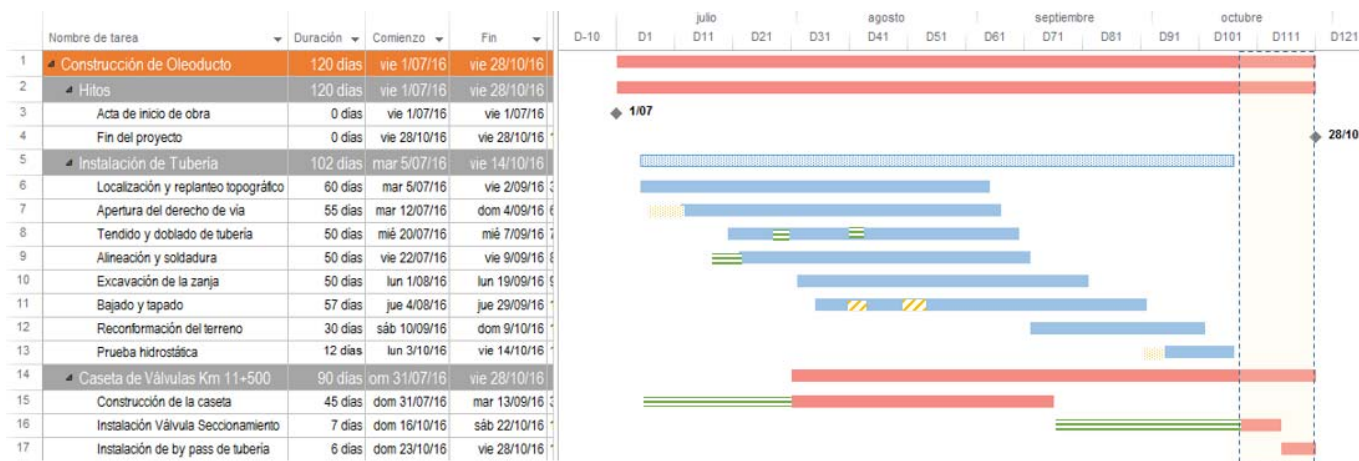 julio agosto septiembre octubre
Nombre de tarea Duración Comienzo Fin D-10 D1 D11 D21 D31 D41 D51 D61 D71 D81 D91 D101 D111 D121
1 Construcción de Oleoducto 120 días vie 1/07/16 vie 28/10/16
2 Hitos 120 días vie 1/07/16 vie 28/10/16
3 Acta de inicio de obra 0 días vie 1/07/16 vie 1/07/16 1/07
4 Fin del proyecto 0 días vie 28/10/16 vie 28/10/16 28/10
5 Instalación de Tubería 102 días mar 5/07/16 vie 14/10/16
6 Localización y replanteo topográfico 60 días mar 5/07/16 vie 2/09/16
7 Apertura del derecho de vía 55 días mar 12/07/16 dom 4/09/16
8 Tendido y doblado de tubería 50 días mié 20/07/16 mié 7/09/16
9 Alineación y soldadura 50 días vie 22/07/16 vie 9/09/16
10 Excavación de la zanja 50 días lun 1/08/16 lun 19/09/16
11 Bajado y tapado 57 días jue 4/08/16 jue 29/09/16
12 Reconformación del terreno 30 días sáb 10/09/16 dom 9/10/16
13 Prueba hidrostática 12 días lun 3/10/16 vie 14/10/16
14 Caseta de Válvulas Km 11+500 90 días om 31/07/16 vie 28/10/16
15 Construcción de la caseta 45 días dom 31/07/16 mar 13/09/16
16 Instalación Válvula Seccionamiento 7 días dom 16/10/16 sáb 22/10/16
17 Instalación de by pass de tubería 6 días dom 23/10/16 vie 28/10/16